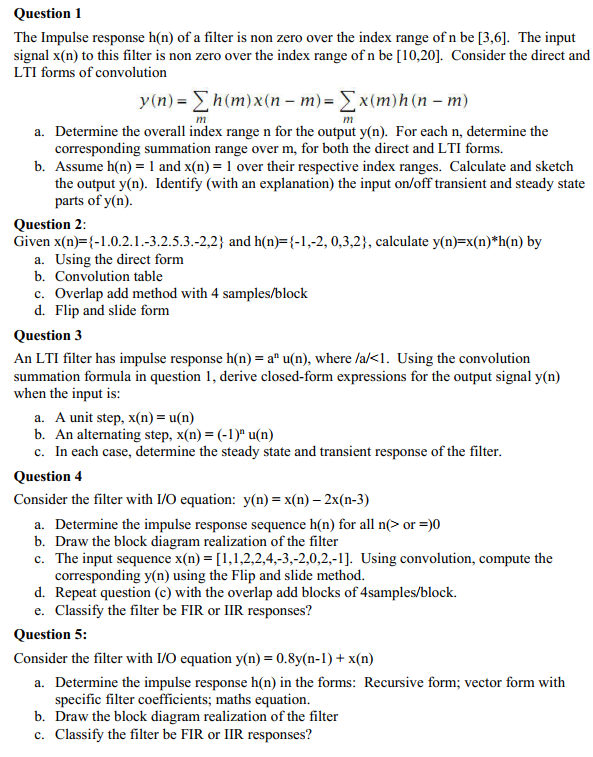 Question 1
The Impulse response h(n) of a filter is non zero over the index range of n be [3,6]. The input
signal x(n) to this filter is non zero over the index range of n be [10,20]. Consider the direct and
LTI forms of convolution
y(n) = ∑ h(m)x(n − m) = ∑ x(m)h(n − m)
m m
a. Determine the overall index range n for the output y(n). For each n, determine the
corresponding summation range over m, for both the direct and LTI forms.
b. Assume h(n) = 1 and x(n) = 1 over their respective index ranges. Calculate and sketch
the output y(n). Identify (with an explanation) the input on/off transient and steady state
parts of y(n).
Question 2:
Given x(n)={-1.0.2.1.-3.2.5.3.-2,2} and h(n)={-1,-2, 0,3,2}, calculate y(n)=x(n)*h(n) by
a. Using the direct form
b. Convolution table
c. Overlap add method with 4 samples/block
d. Flip and slide form
Question 3
An LTI filter has impulse response h(n) = aⁿ u(n), where /a/<1. Using the convolution
summation formula in question 1, derive closed-form expressions for the output signal y(n)
when the input is:
a. A unit step, x(n) = u(n)
b. An alternating step, x(n) = (-1)ⁿ u(n)
c. In each case, determine the steady state and transient response of the filter.
Question 4
Consider the filter with I/O equation: y(n) = x(n) – 2x(n-3)
a. Determine the impulse response sequence h(n) for all n(> or =)0
b. Draw the block diagram realization of the filter
c. The input sequence x(n) = [1,1,2,2,4,-3,-2,0,2,-1]. Using convolution, compute the
corresponding y(n) using the Flip and slide method.
d. Repeat question (c) with the overlap add blocks of 4samples/block.
e. Classify the filter be FIR or IIR responses?
Question 5:
Consider the filter with I/O equation y(n) = 0.8y(n-1) + x(n)
a. Determine the impulse response h(n) in the forms: Recursive form; vector form with
specific filter coefficients; maths equation.
b. Draw the block diagram realization of the filter
c. Classify the filter be FIR or IIR responses?